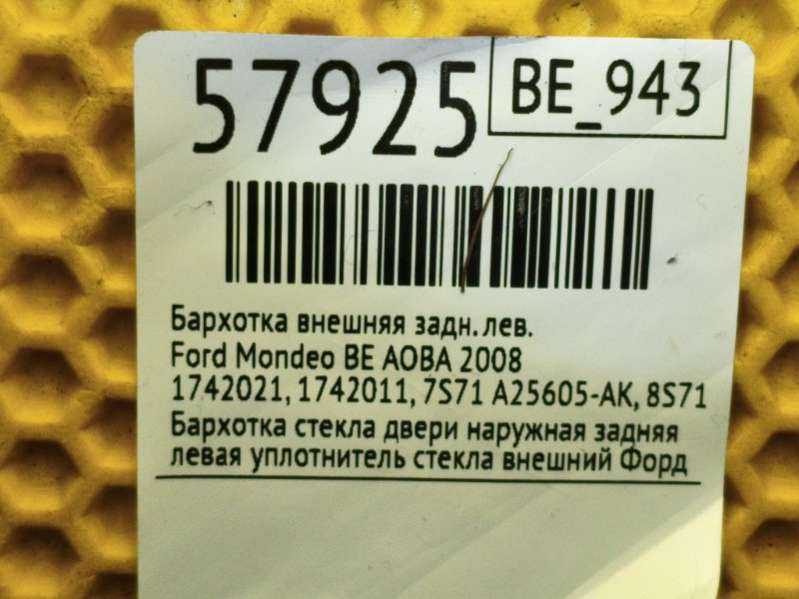 57925
BE_943
Бархотка внешняя задн. лев.
Ford Mondeo BE AOBA 2008
1742021, 1742011, 7S71 A25605-AK, 8S71
Бархотка стекла двери наружная задняя
левая уплотнитель стекла внешний Форд